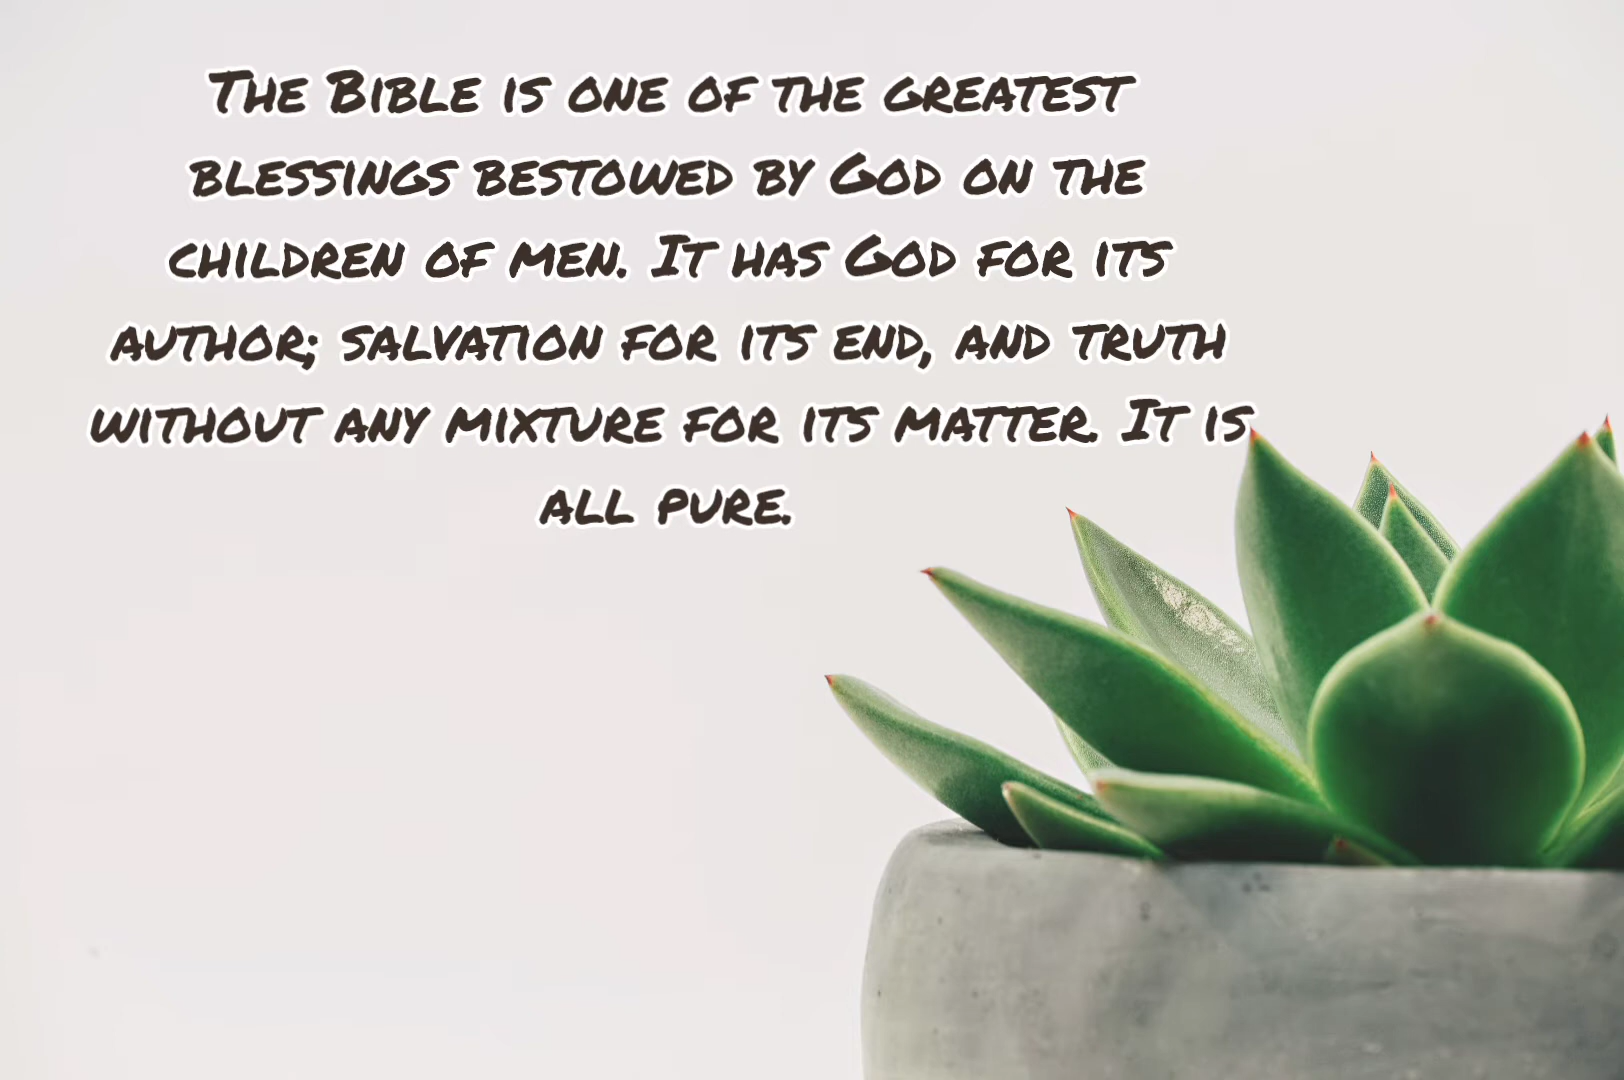 The Bible is one of the greatest
blessings bestowed by God on the
children of men. It has God for its
author; salvation for its end, and truth
without any mixture for its matter. It is
all pure.